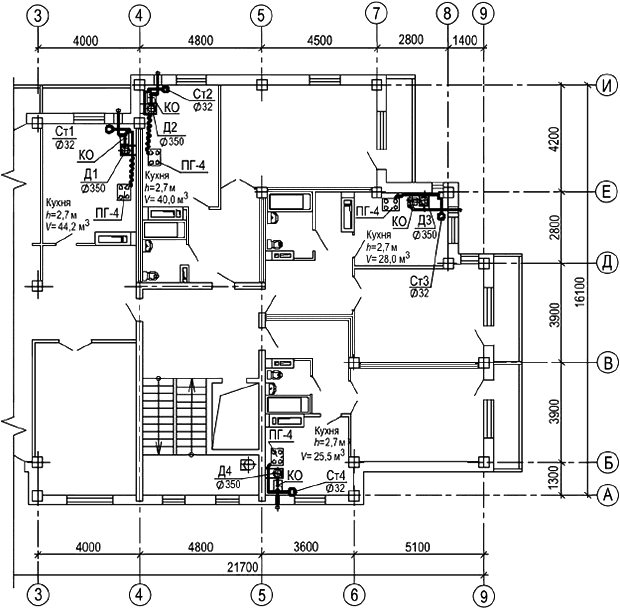 3 4 5 7 8 9
4000 4800 4500 2800 1400
И
Ст2
Ø32
КО
Д2
Ø350
ПГ-4
Кухня
h=2,7 м
V= 40,0 м³
Ст1
Ø32
КО
Д1
Ø350
ПГ-4
Кухня
h=2,7 м
V= 44,2 м³
4200
Е
ПГ-4
КО
Д3
Ø350
Кухня
h=2,7 м
V= 28,0 м³
Ст3
Ø32
2800
Д
16100
3900
В
3900
ПГ-4
Кухня
h=2,7 м
V= 25,5 м³
Д4
Ø350
КО
Ст4
Ø32
Б
1300
А
4000 4800 3600 5100
21700
3 4 5 6 9